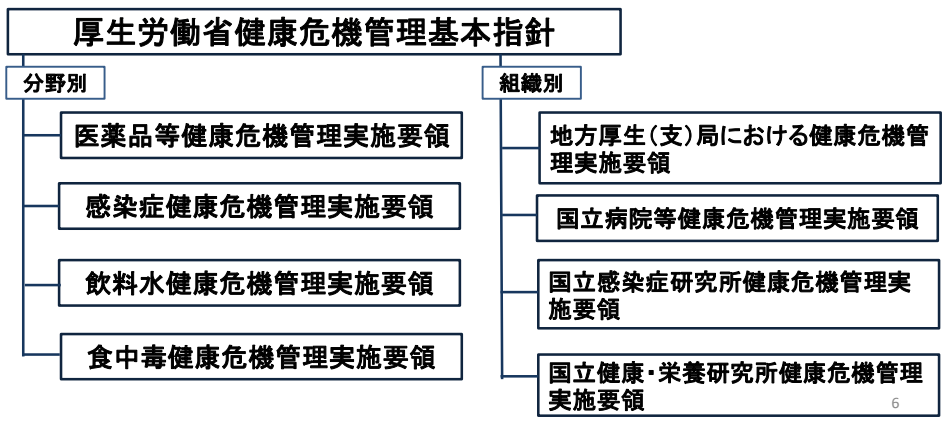 厚生労働省健康危機管理基本指針
分野別
医薬品等健康危機管理実施要領
感染症健康危機管理実施要領
飲料水健康危機管理実施要領
食中毒健康危機管理実施要領
組織別
地方厚生（支）局における健康危機管
理実施要領
国立病院等健康危機管理実施要領
国立感染症研究所健康危機管理実
施要領
国立健康・栄養研究所健康危機管理
実施要領
6